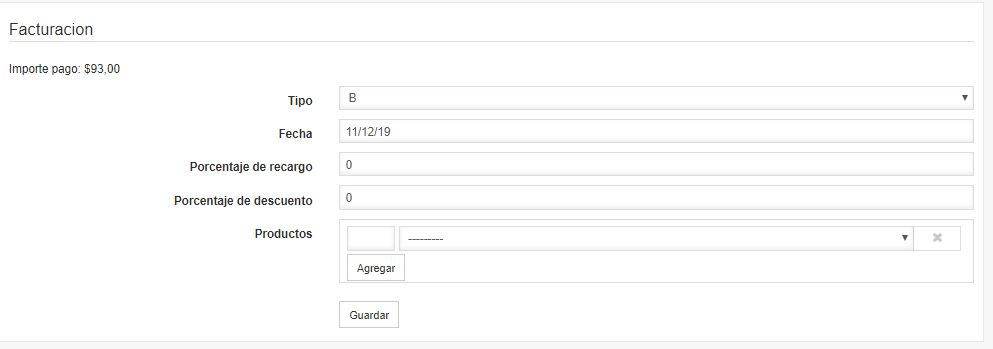 Facturacion
Importe pago: $93,00
Tipo B
Fecha 11/12/19
Porcentaje de recargo 0
Porcentaje de descuento 0
Productos ---------
Agregar
Guardar